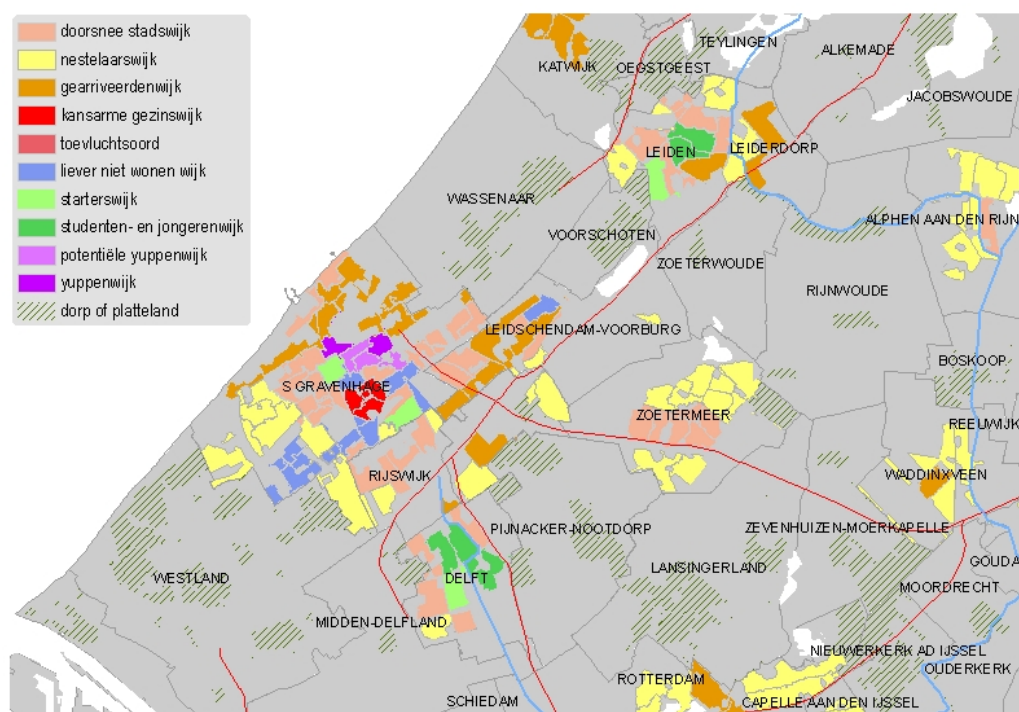 doorsnee stadswijk
nestelaarswijk
gearriveerdenwijk
kansarme gezinswijk
toevluchtsoord
liever niet wonen wijk
starterswijk
studenten- en jongerenwijk
potentiële yuppenwijk
yuppenwijk
dorp of platteland
TEYLINGEN
ALKEMADE
KATWIJK
OEGSTGEEST
JACOBSWOUDE
LEIDEN
LEIDERDORP
WASSENAAR
ALPHEN AAN DEN RIJN
VOORSCHOTEN
ZOETERWOUDE
RIJNWOUDE
LEIDSCHENDAM-VOORBURG
BOSKOOP
S GRAVENHAGE
ZOETERMEER
REEUWIJK
RIJSWIJK
WADDINXVEEN
PIJNACKER-NOOTDORP
ZEVENHUIZEN-MOERKAPELLE
GOUDA
WESTLAND
DELFT
LANSINGERLAND
MOORDRECHT
MIDDEN-DELFLAND
NIEUWERKERK AD IJSSEL
OUDERKERK
ROTTERDAM
SCHIEDAM
CAPELLE AAN DEN IJSSEL